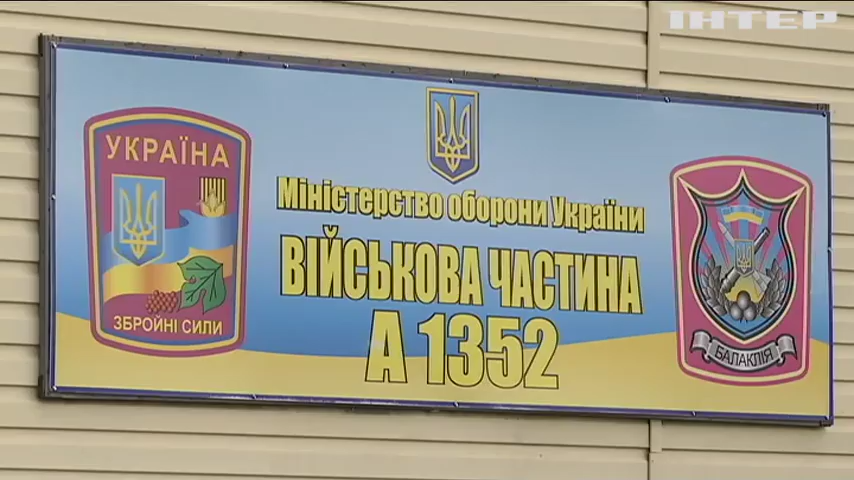 ІНТЕР
УКРАЇНА
ЗБРОЙНІ СИЛИ
Міністерство оборони України
ВІЙСЬКОВА ЧАСТИНА
А 1352
БАЛАКЛІЯ